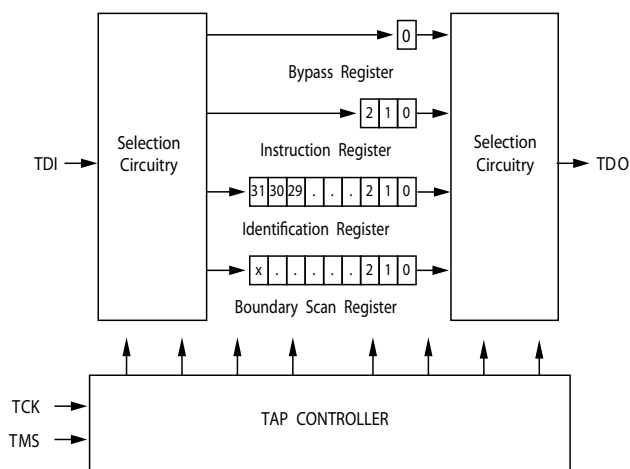 0
Bypass Register
2 1 0
Selection
Circuitry
Selection
Circuitry
TDI
TDO
Instruction Register
31 30 29 . . . 2 1 0
Identification Register
x . . . . . 2 1 0
Boundary Scan Register
TCK
TMS
TAP CONTROLLER